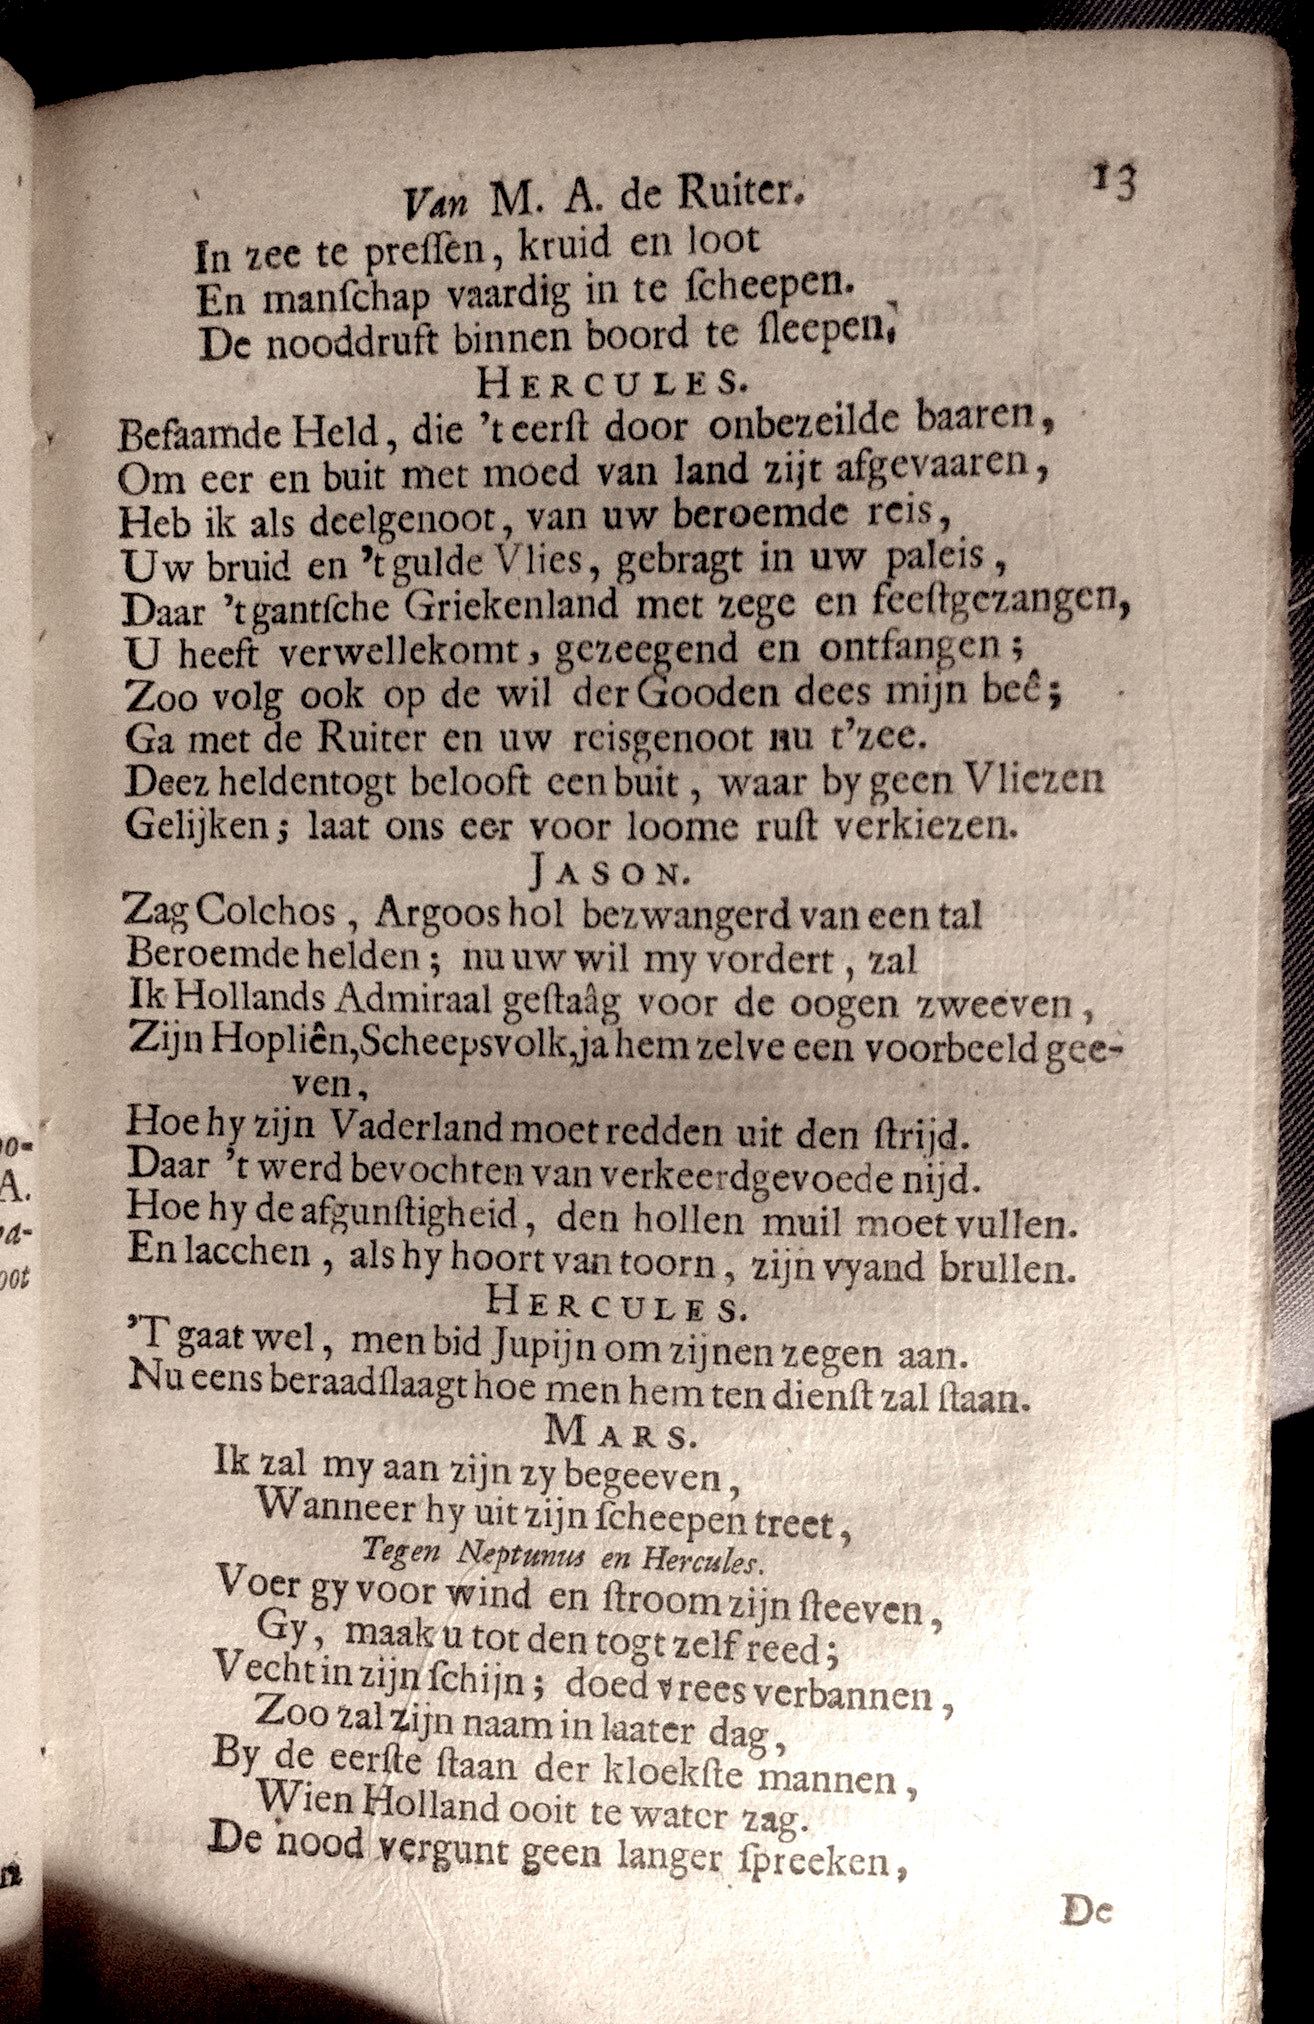 Van M. A. de Ruiter. 13
In zee te preſſen, kruid en loot
En manſchap vaardig in te ſcheepen.
De nooddruft binnen boord te ſleepen.
HERCULES.
Befaamde Held, die 't eerſt door onbezeilde baaren,
Om eer en buit met moed van land zijt afgevaaren,
Heb ik als deelgenoot, van uw beroemde reis,
Uw bruid en 't gulde Vlies, gebragt in uw paleis,
Daar 't gantſche Griekenland met zege en feeſtgezangen,
U heeft verwellekomt, gezeegend en ontfangen;
Zoo volg ook op de wil der Gooden dees mijn beê;
Ga met de Ruiter en uw reisgenoot nu t'zee.
Deez heldentogt belooft een buit, waar by geen Vliezen
Gelijken; laat ons eer voor loome ruſt verkiezen.
JASON.
Zag Colchos, Argoos hol bezwangerd van een tal
Beroemde helden; nu uw wil my vordert, zal
Ik Hollands Admiraal geſtaâg voor de oogen zweeven,
Zijn Hopliên, Scheepsvolk, ja hem zelve een voorbeeld gee-
ven,
Hoe hy zijn Vaderland moet redden uit den ſtrijd.
Daar 't werd bevochten van verkeerdgevoede nijd.
Hoe hy de afgunſtigheid, den hollen muil moet vullen.
En lacchen, als hy hoort van toorn, zijn vyand brullen.
HERCULES.
'T gaat wel, men bid Jupijn om zijnen zegen aan.
Nu eens beraadſlaagt hoe men hem ten dienſt zal ſtaan.
MARS.
Ik zal my aan zijn zy begeeven,
Wanneer hy uit zijn ſcheepen treet,
Tegen Neptunus en Hercules.
Voer gy voor wind en ſtroom zijn ſteeven,
Gy, maak u tot den togt zelf reed;
Vecht in zijn ſchijn; doed vrees verbannen,
Zoo zal zijn naam in laater dag,
By de eerſte ſtaan der kloekſte mannen,
Wien Holland ooit te water zag.
De nood vergunt geen langer ſpreeken,
De
oo-
A.
oot